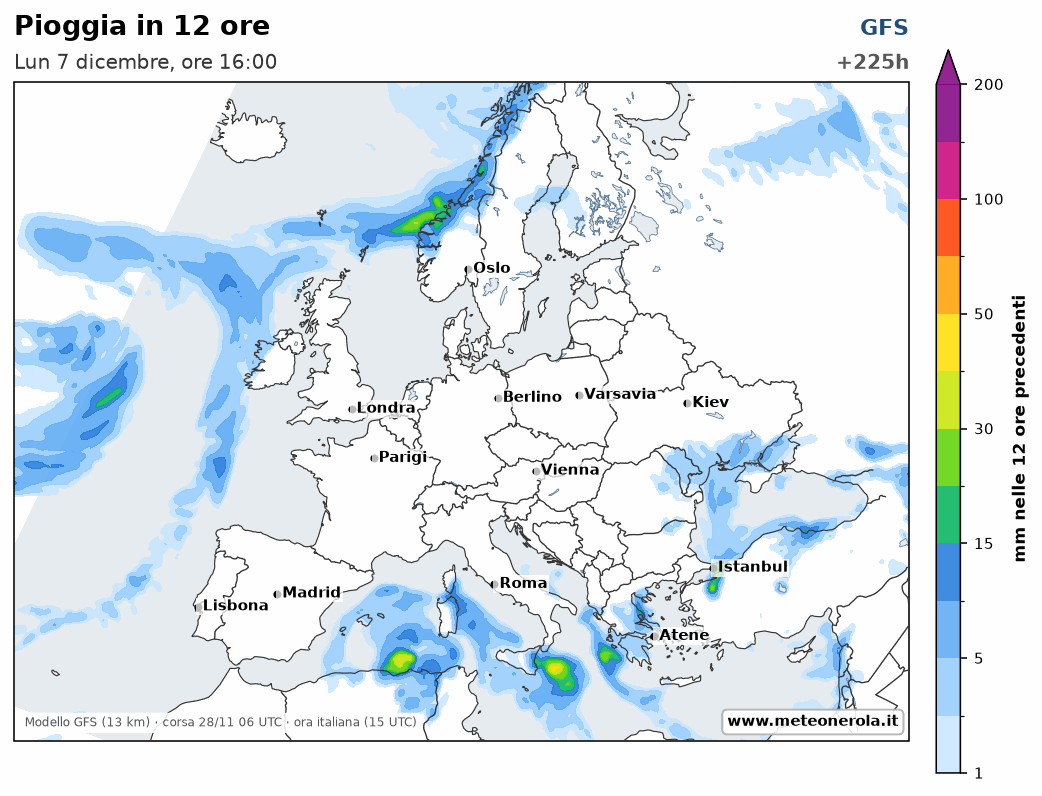 Pioggia in 12 ore
GFS
Lun 7 dicembre, ore 16:00
+225h
200
100
50
30
15
5
1
mm nelle 12 ore precedenti
Oslo
Berlino
Varsavia
Kiev
Londra
Parigi
Vienna
Istanbul
Roma
Madrid
Lisbona
Atene
Modello GFS (13 km) · corsa 28/11 06 UTC · ora italiana (15 UTC)
www.meteonerola.it